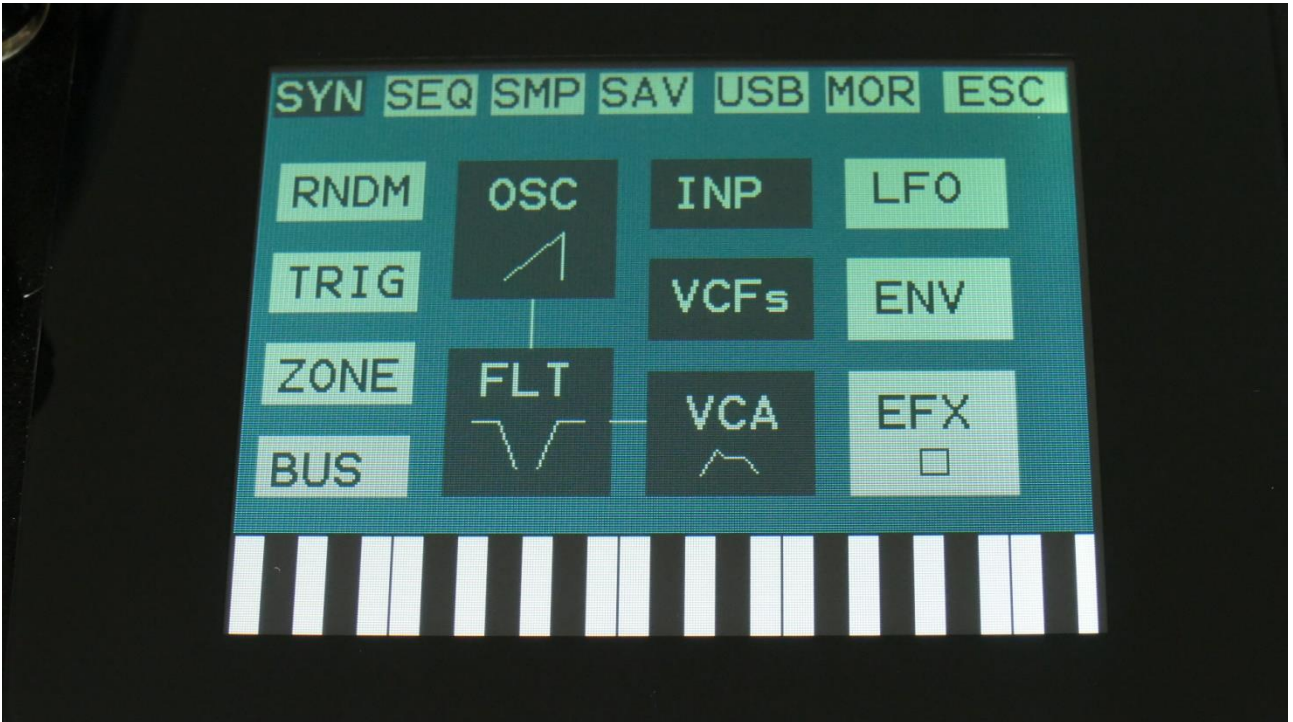 SYN SEQ SMP SAV USB MOR ESC
RNDM OSC INP LFO
TRIG VCFs ENV
ZONE FLT VCA EFX
BUS